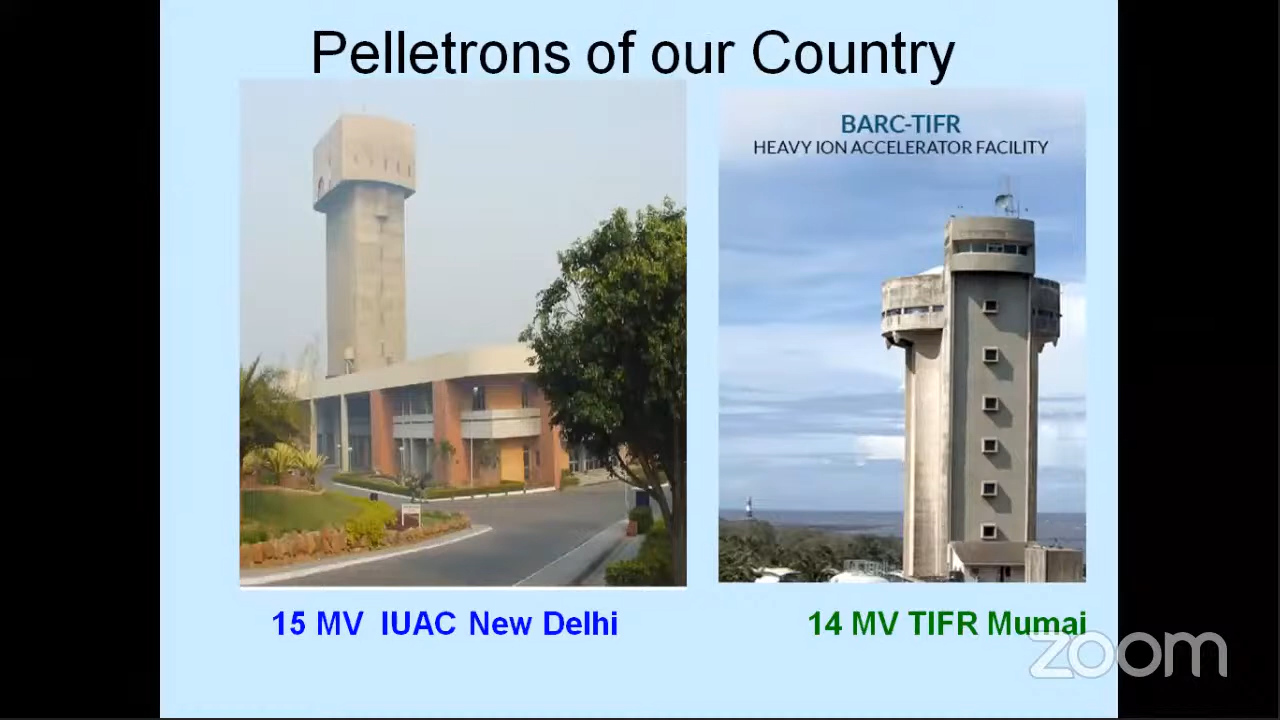 Pelletrons of our Country
BARC-TIFR
HEAVY ION ACCELERATOR FACILITY
15 MV IUAC New Delhi
14 MV TIFR Mumai
zoom